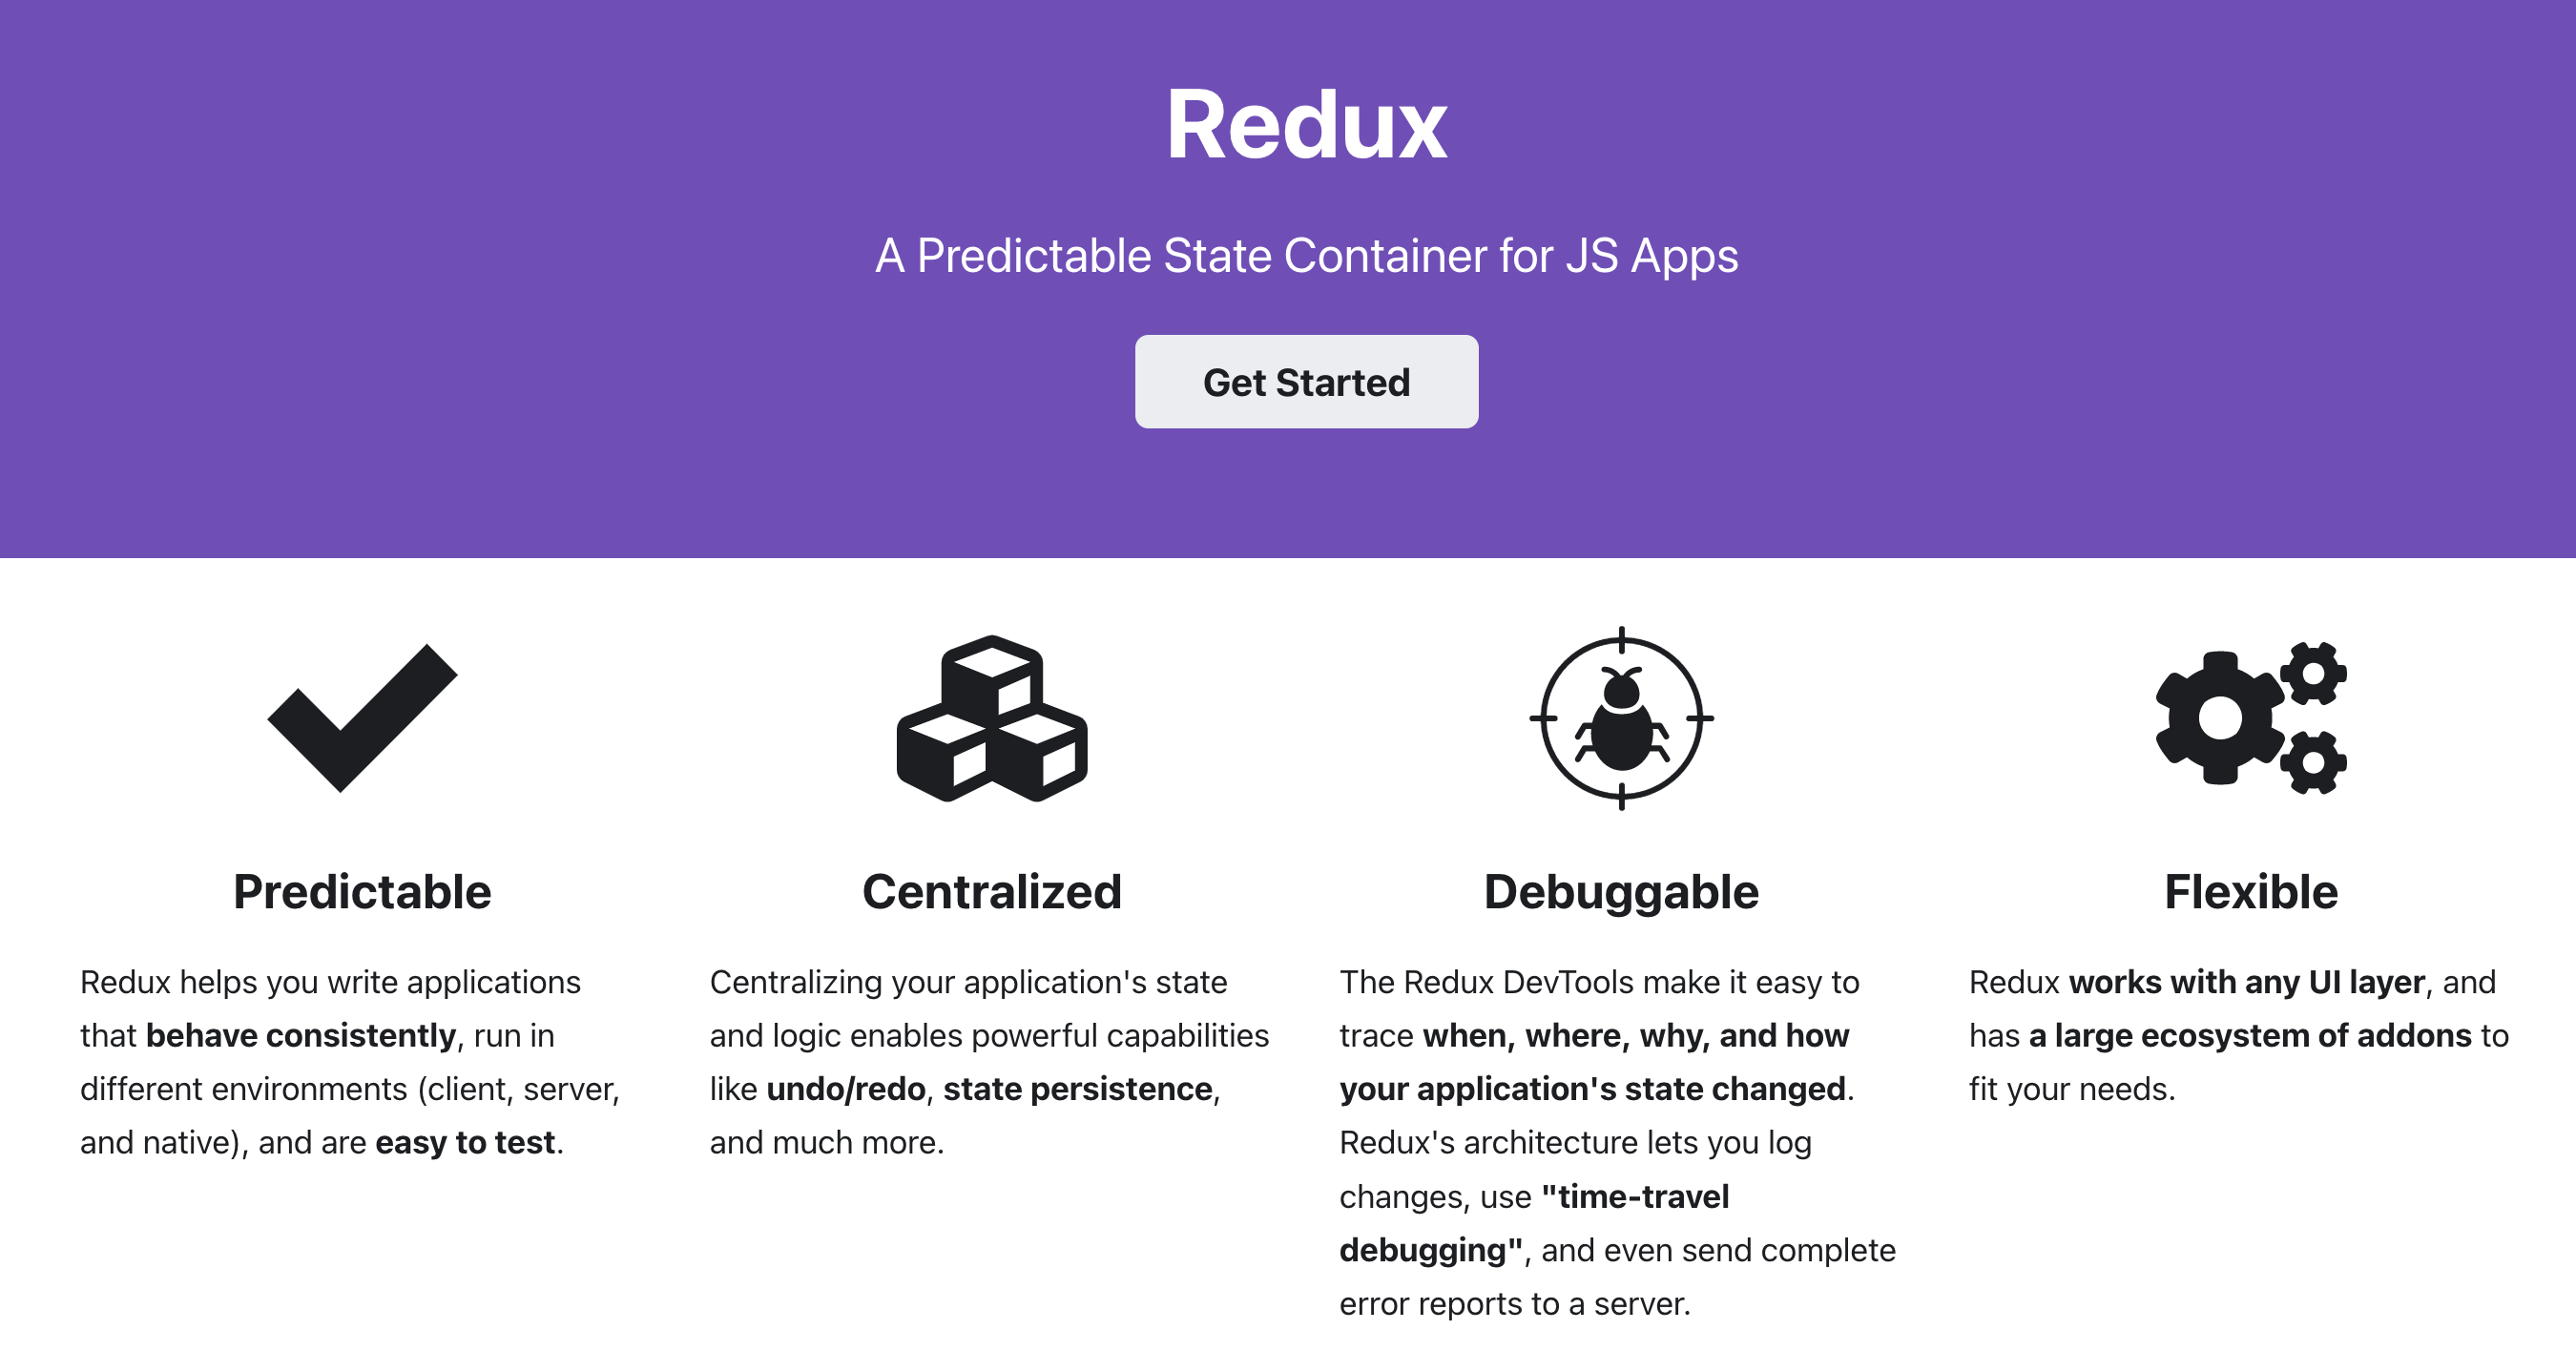 Redux
A Predictable State Container for JS Apps
Get Started
Predictable
Redux helps you write applications
that behave consistently, run in
different environments (client, server,
and native), and are easy to test.
Centralized
Centralizing your application's state
and logic enables powerful capabilities
like undo/redo, state persistence,
and much more.
Debuggable
The Redux DevTools make it easy to
trace when, where, why, and how
your application's state changed.
Redux's architecture lets you log
changes, use "time-travel
debugging", and even send complete
error reports to a server.
Flexible
Redux works with any UI layer, and
has a large ecosystem of addons to
fit your needs.